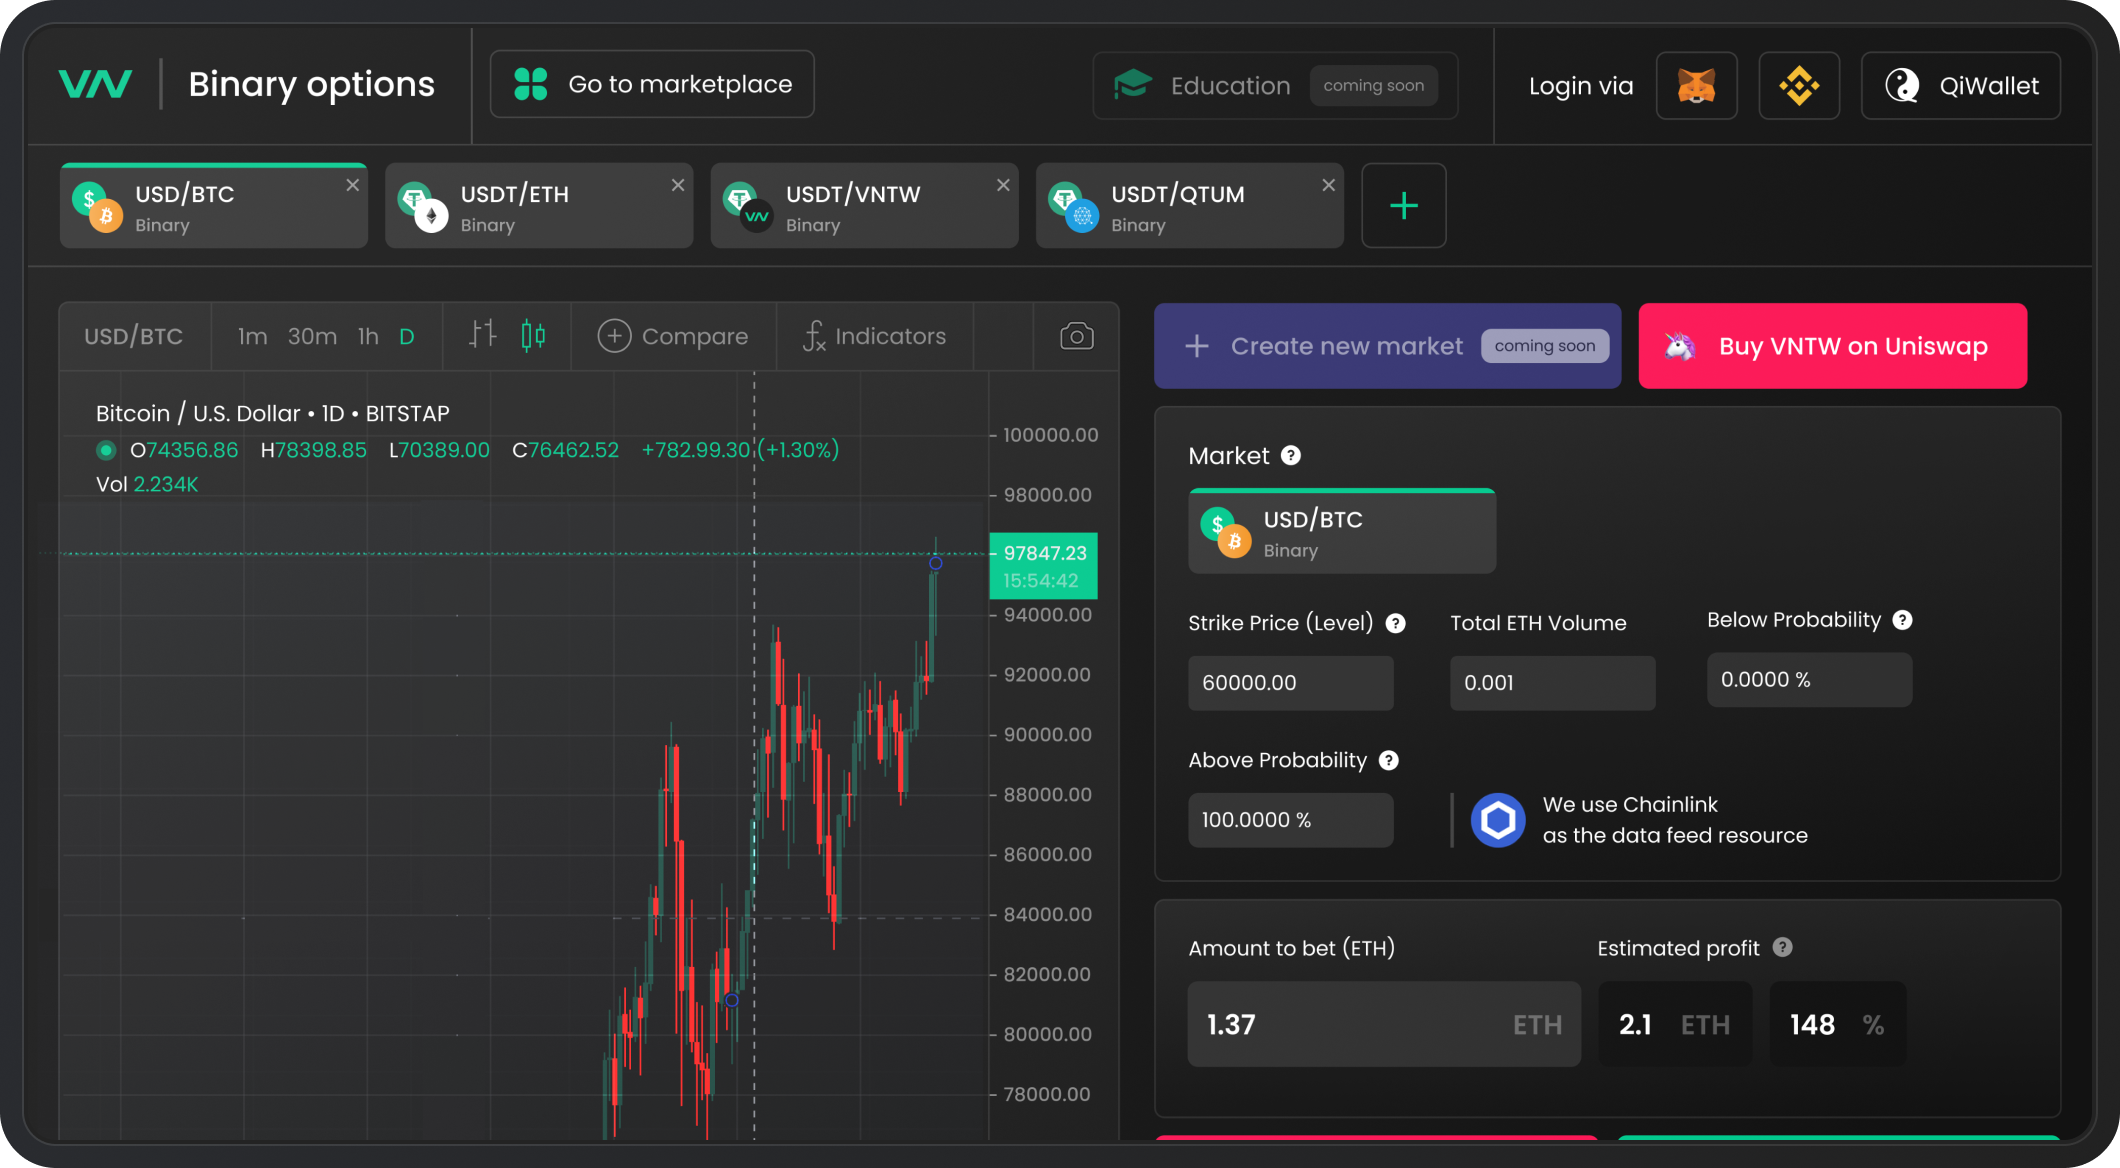 VN
Binary options
Go to marketplace
Education
coming soon
Login via
QiWallet
USD/BTC
Binary
USDT/ETH
Binary
USDT/VNTW
Binary
USDT/QTUM
Binary
USD/BTC
1m 30m 1h D
Compare
fx Indicators
Bitcoin / U.S. Dollar • 1D • BITSTAP
O74356.86 H78398.85 L70389.00 C76462.52 +782.99.30 (+1.30%)
Vol 2.234K
100000.00
98000.00
97847.23
15:54:42
94000.00
92000.00
90000.00
88000.00
86000.00
84000.00
82000.00
80000.00
78000.00
Create new market
coming soon
Buy VNTW on Uniswap
Market ?
USD/BTC
Binary
Strike Price (Level) ?
Total ETH Volume
Below Probability ?
60000.00
0.001
0.0000 %
Above Probability ?
100.0000 %
We use Chainlink
as the data feed resource
Amount to bet (ETH)
Estimated profit ?
1.37 ETH
2.1 ETH
148 %